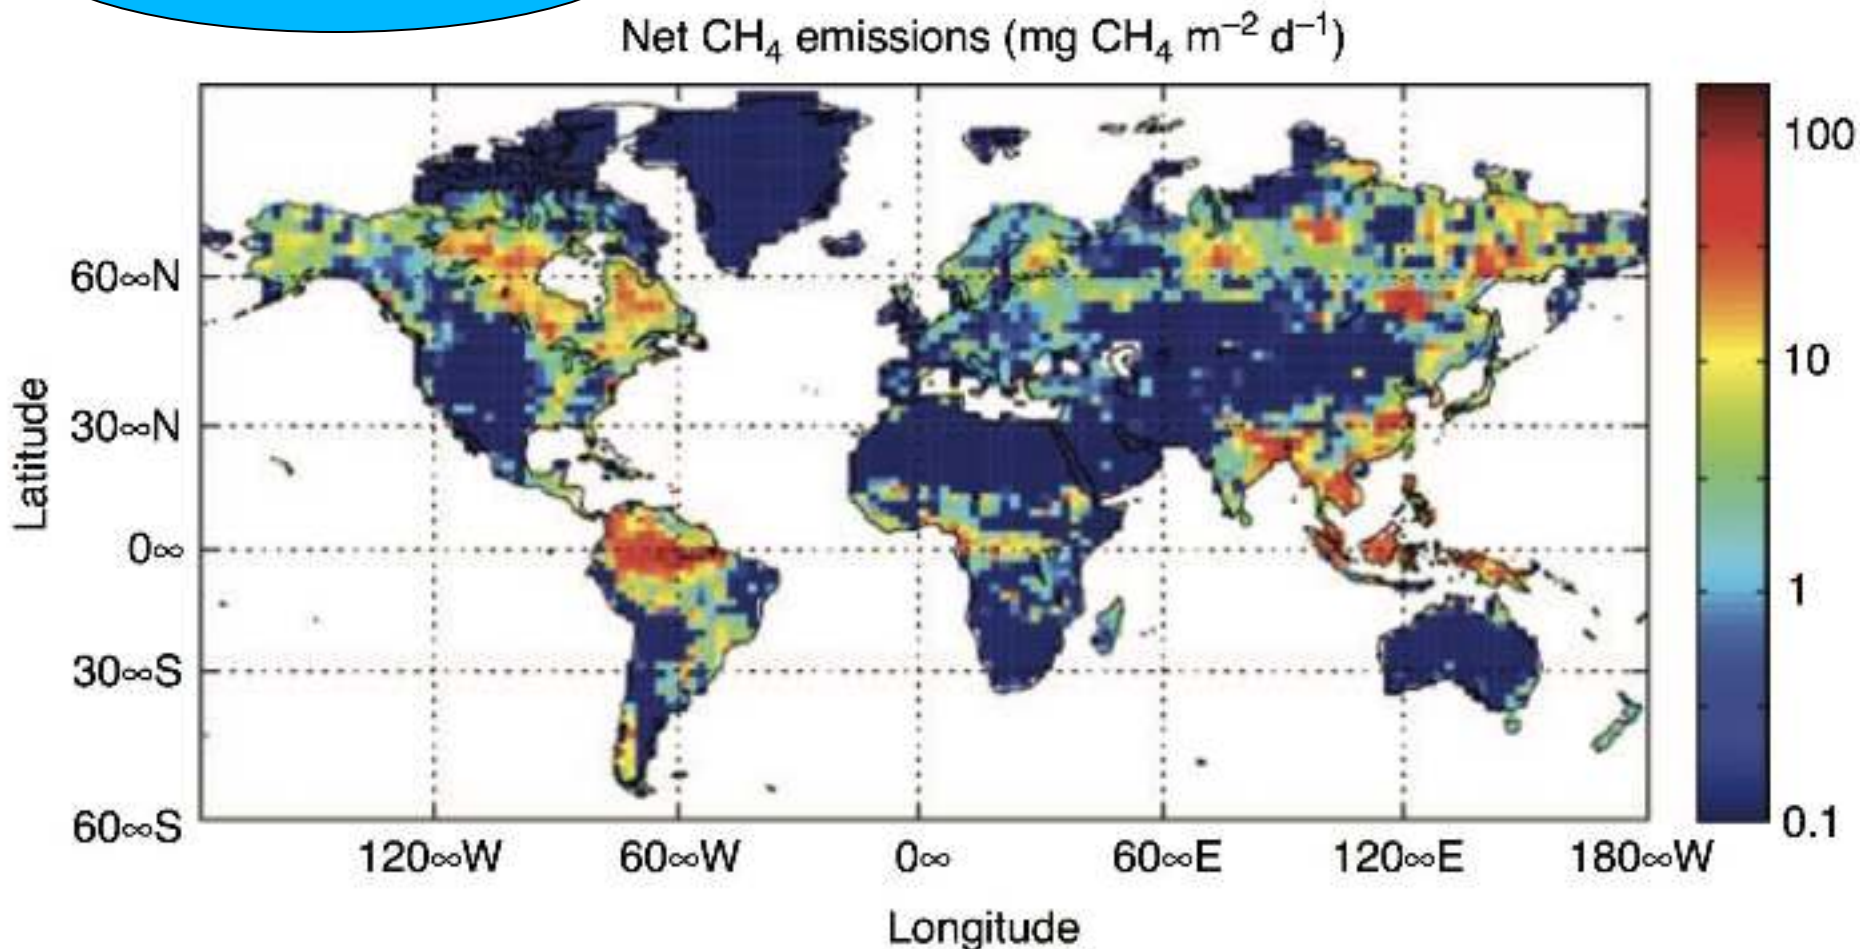 Net CH₄ emissions (mg CH₄ m⁻² d⁻¹)
100
10
1
0.1
60∞N
30∞N
0∞
30∞S
60∞S
Latitude
120∞W 60∞W 0∞ 60∞E 120∞E 180∞W
Longitude